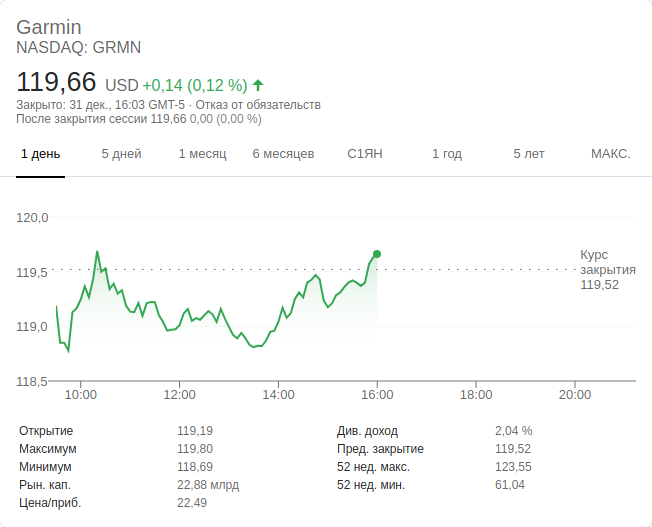 Garmin
NASDAQ: GRMN
119,66 USD +0,14 (0,12 %)
Закрыто: 31 дек., 16:03 GMT-5 · Отказ от обязательств
После закрытия сессии 119,66 0,00 (0,00 %)
1 день 5 дней 1 месяц 6 месяцев С1ЯН 1 год 5 лет МАКС.
120,0
119,5
119,0
118,5
Курс
закрытия
119,52
10:00 12:00 14:00 16:00 18:00 20:00
Открытие 119,19 Див. доход 2,04 %
Максимум 119,80 Пред. закрытие 119,52
Минимум 118,69 52 нед. макс. 123,55
Рын. кап. 22,88 млрд 52 нед. мин. 61,04
Цена/приб. 22,49